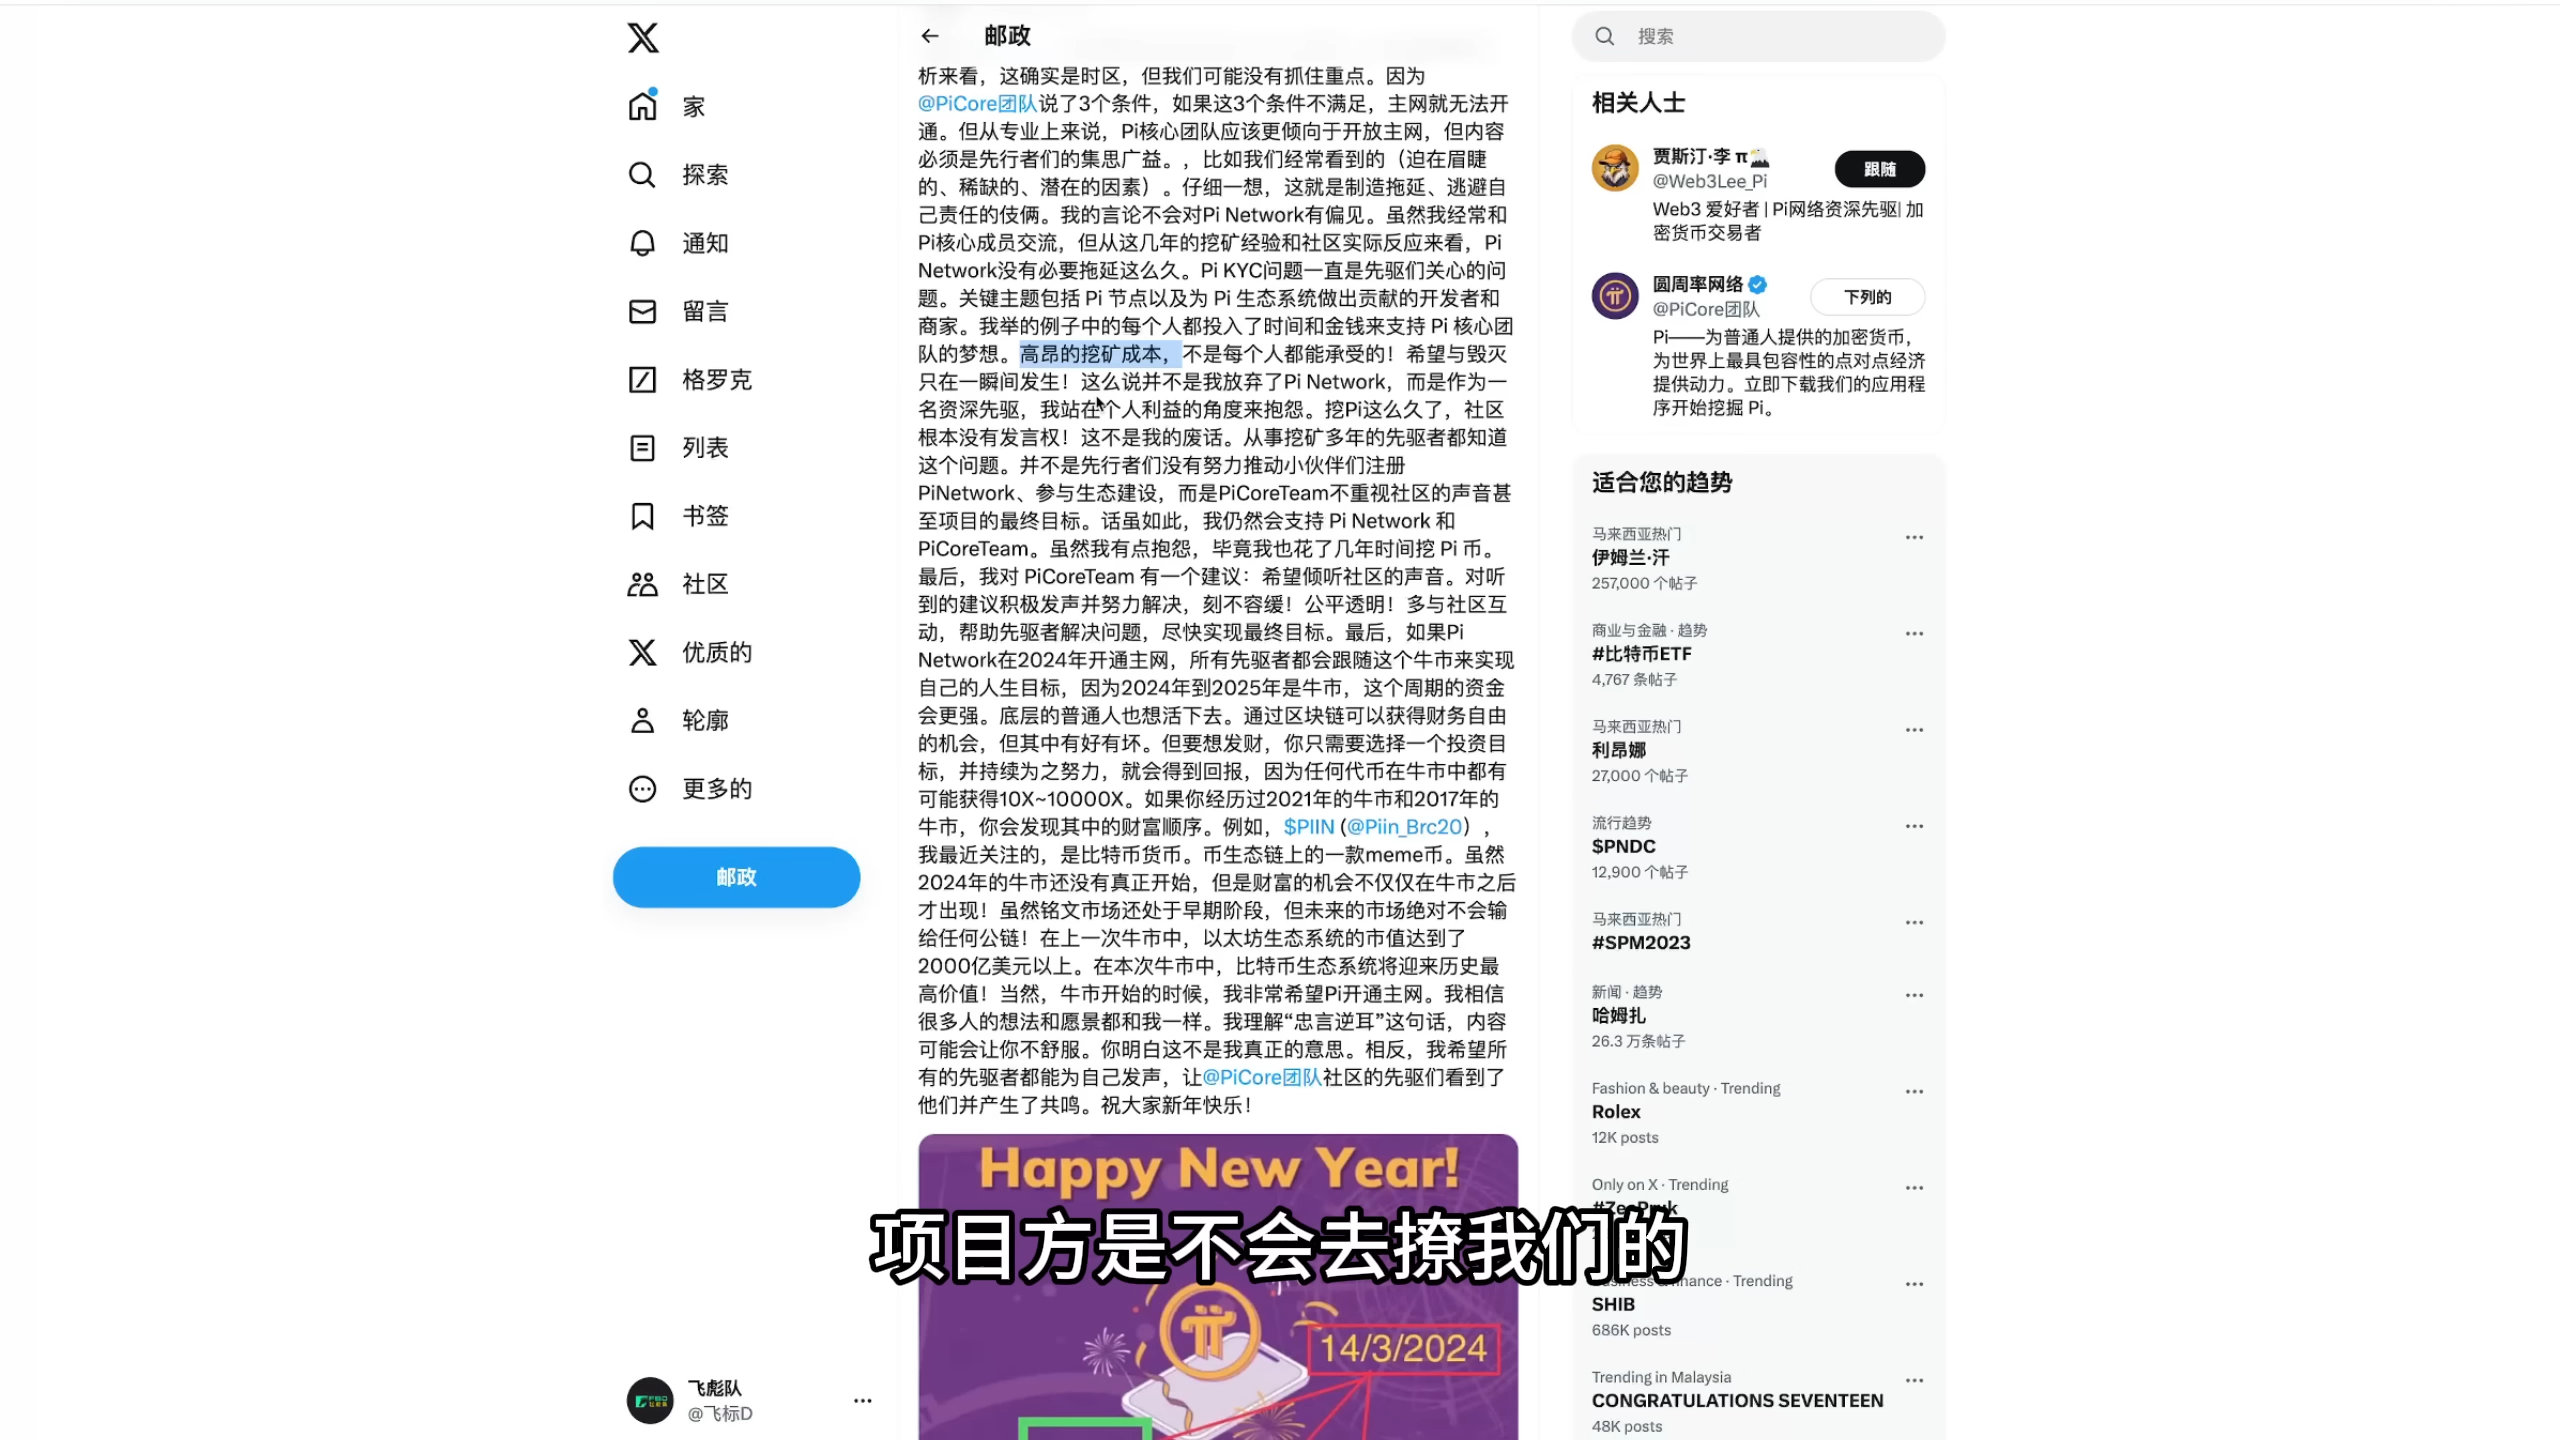 家
探索
通知
留言
格罗克
列表
书签
社区
优质的
轮廓
更多的
邮政
飞彪队
@飞标D
邮政
析来看，这确实是时区，但我们可能没有抓住重点。因为
@PiCore团队说了3个条件，如果这3个条件不满足，主网就无法开
通。但从专业上来说，Pi核心团队应该更倾向于开放主网，但内容
必须是先行者们的集思广益。，比如我们经常看到的（迫在眉睫
的、稀缺的、潜在的因素）。仔细一想，这就是制造拖延、逃避自
己责任的伎俩。我的言论不会对Pi Network有偏见。虽然我经常和
Pi核心成员交流，但从这几年的挖矿经验和社区实际反应来看，Pi
Network没有必要拖延这么久。Pi KYC问题一直是先驱们关心的问
题。关键主题包括 Pi 节点以及为 Pi 生态系统做出贡献的开发者和
商家。我举的例子中的每个人都投入了时间和金钱来支持 Pi 核心团
队的梦想。高昂的挖矿成本，不是每个人都能承受的！希望与毁灭
只在一瞬间发生！这么说并不是我放弃了Pi Network，而是作为一
名资深先驱，我站在个人利益的角度来抱怨。挖Pi这么久了，社区
根本没有发言权！这不是我的废话。从事挖矿多年的先驱者都知道
这个问题。并不是先行者们没有努力推动小伙伴们注册
PiNetwork、参与生态建设，而是PiCoreTeam不重视社区的声音甚
至项目的最终目标。话虽如此，我仍然会支持 Pi Network 和
PiCoreTeam。虽然我有点抱怨，毕竟我也花了几年时间挖 Pi 币。
最后，我对 PiCoreTeam 有一个建议：希望倾听社区的声音。对听
到的建议积极发声并努力解决，刻不容缓！公平透明！多与社区互
动，帮助先驱者解决问题，尽快实现最终目标。最后，如果Pi
Network在2024年开通主网，所有先驱者都会跟随这个牛市来实现
自己的人生目标，因为2024年到2025年是牛市，这个周期的资金
会更强。底层的普通人也想活下去。通过区块链可以获得财务自由
的机会，但其中有好有坏。但要想发财，你只需要选择一个投资目
标，并持续为之努力，就会得到回报，因为任何代币在牛市中都有
可能获得10X~10000X。如果你经历过2021年的牛市和2017年的
牛市，你会发现其中的财富顺序。例如，$PIIN (@Piin_Brc20），
我最近关注的，是比特币货币。币生态链上的一款meme币。虽然
2024年的牛市还没有真正开始，但是财富的机会不仅仅在牛市之后
才出现！虽然铭文市场还处于早期阶段，但未来的市场绝对不会输
给任何公链！在上一次牛市中，以太坊生态系统的市值达到了
2000亿美元以上。在本次牛市中，比特币生态系统将迎来历史最
高价值！当然，牛市开始的时候，我非常希望Pi开通主网。我相信
很多人的想法和愿景都和我一样。我理解“忠言逆耳”这句话，内容
可能会让你不舒服。你明白这不是我真正的意思。相反，我希望所
有的先驱者都能为自己发声，让@PiCore团队社区的先驱们看到了
他们并产生了共鸣。祝大家新年快乐！
Happy New Year!
项目方是不会去撩我们的
14/3/2024
搜索
相关人士
贾斯汀·李 π
@Web3Lee_Pi
跟随
Web3 爱好者 | Pi网络资深先驱| 加
密货币交易者
圆周率网络
@PiCore团队
下列的
Pi——为普通人提供的加密货币，
为世界上最具包容性的点对点经济
提供动力。立即下载我们的应用程
序开始挖掘 Pi。
适合您的趋势
马来西亚热门
伊姆兰·汗
257,000 个帖子
商业与金融 · 趋势
#比特币ETF
4,767 条帖子
马来西亚热门
利昂娜
27,000 个帖子
流行趋势
$PNDC
12,900 个帖子
马来西亚热门
#SPM2023
新闻 · 趋势
哈姆扎
26.3 万条帖子
Fashion & beauty · Trending
Rolex
12K posts
Only on X · Trending
Trending
SHIB
686K posts
Trending in Malaysia
CONGRATULATIONS SEVENTEEN
48K posts